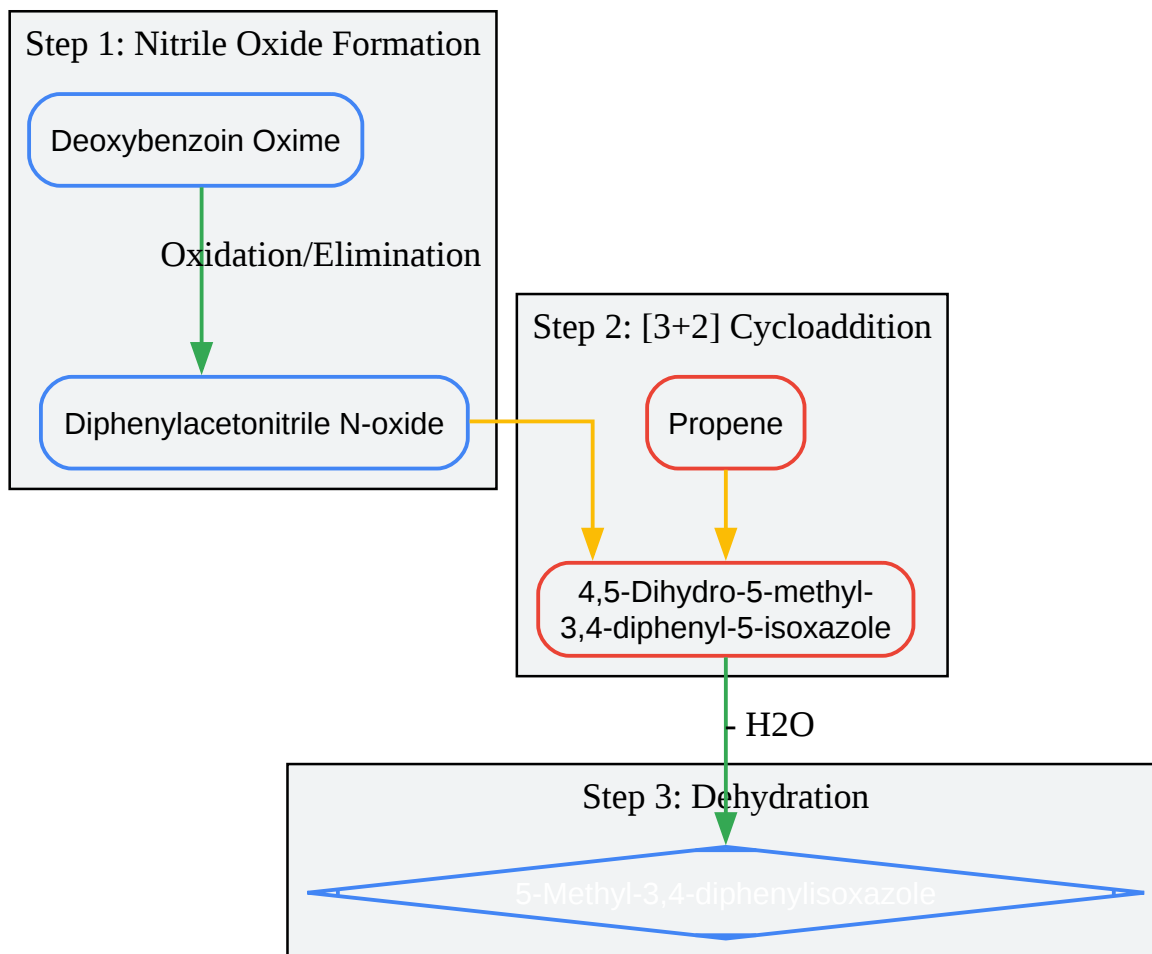 Step 1: Nitrile Oxide Formation
Deoxybenzoin Oxime
Oxidation/Elimination
Diphenylacetonitrile N-oxide
Step 2: [3+2] Cycloaddition
Propene
4,5-Dihydro-5-methyl-
3,4-diphenyl-5-isoxazole
- H2O
Step 3: Dehydration
5-Methyl-3,4-diphenylisoxazole